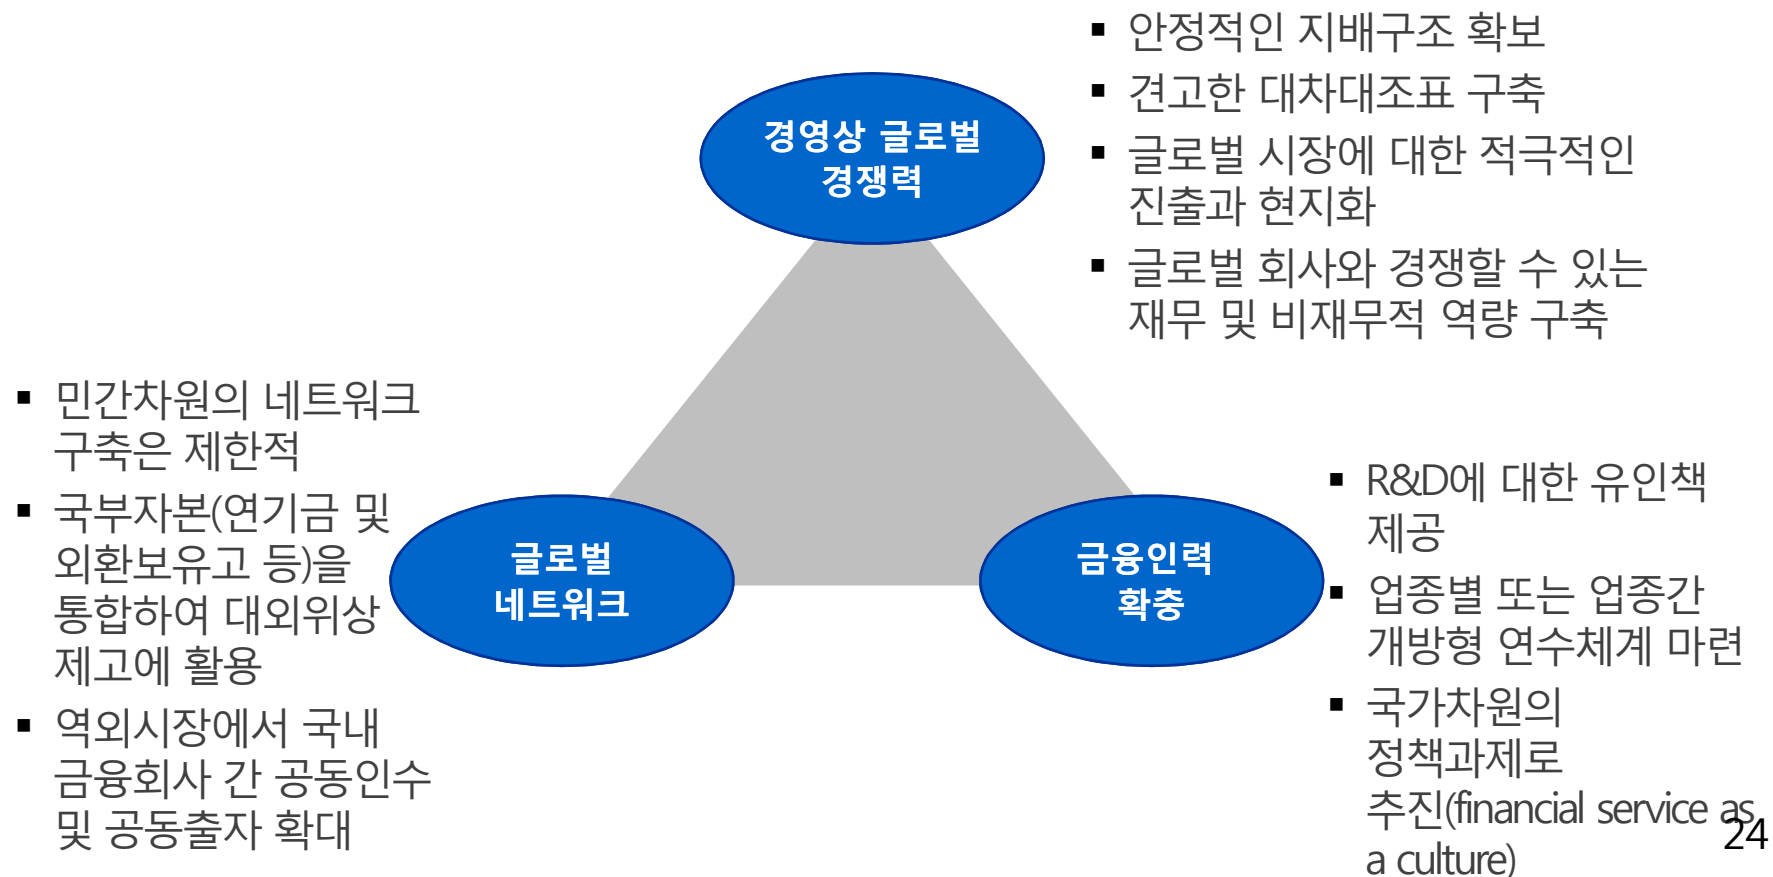 ▪ 안정적인 지배구조 확보
▪ 견고한 대차대조표 구축
▪ 글로벌 시장에 대한 적극적인
진출과 현지화
▪ 글로벌 회사와 경쟁할 수 있는
재무 및 비재무적 역량 구축
경영상 글로벌
경쟁력
▪ 민간차원의 네트워크
구축은 제한적
▪ 국부자본(연기금 및
외환보유고 등)을
통합하여 대외위상
제고에 활용
▪ 역외시장에서 국내
금융회사 간 공동인수
및 공동출자 확대
글로벌
네트워크
금융인력
확충
▪ R&D에 대한 유인책
제공
▪ 업종별 또는 업종간
개방형 연수체계 마련
▪ 국가차원의
정책과제로
추진(financial service as
a culture)
24